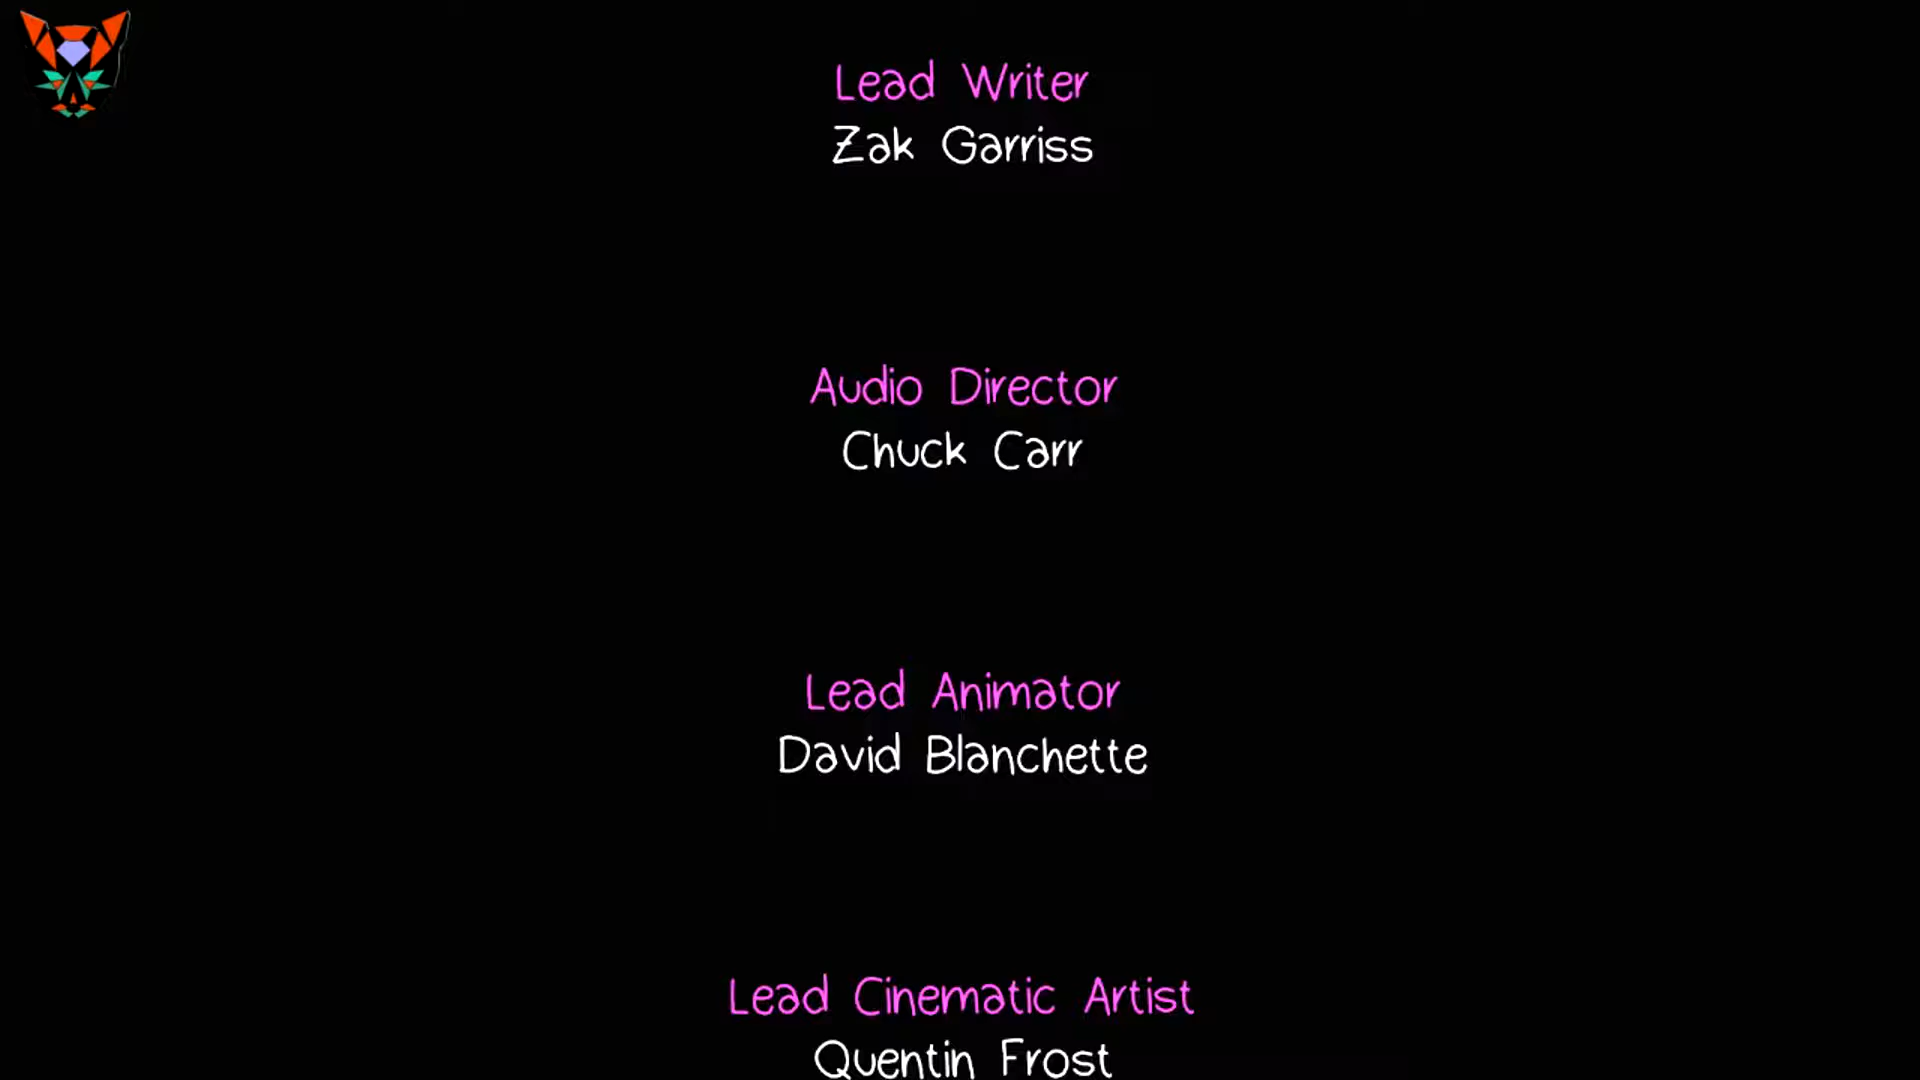 Lead Writer
Zak Garriss
Audio Director
Chuck Carr
Lead Animator
David Blanchette
Lead Cinematic Artist
Quentin Frost